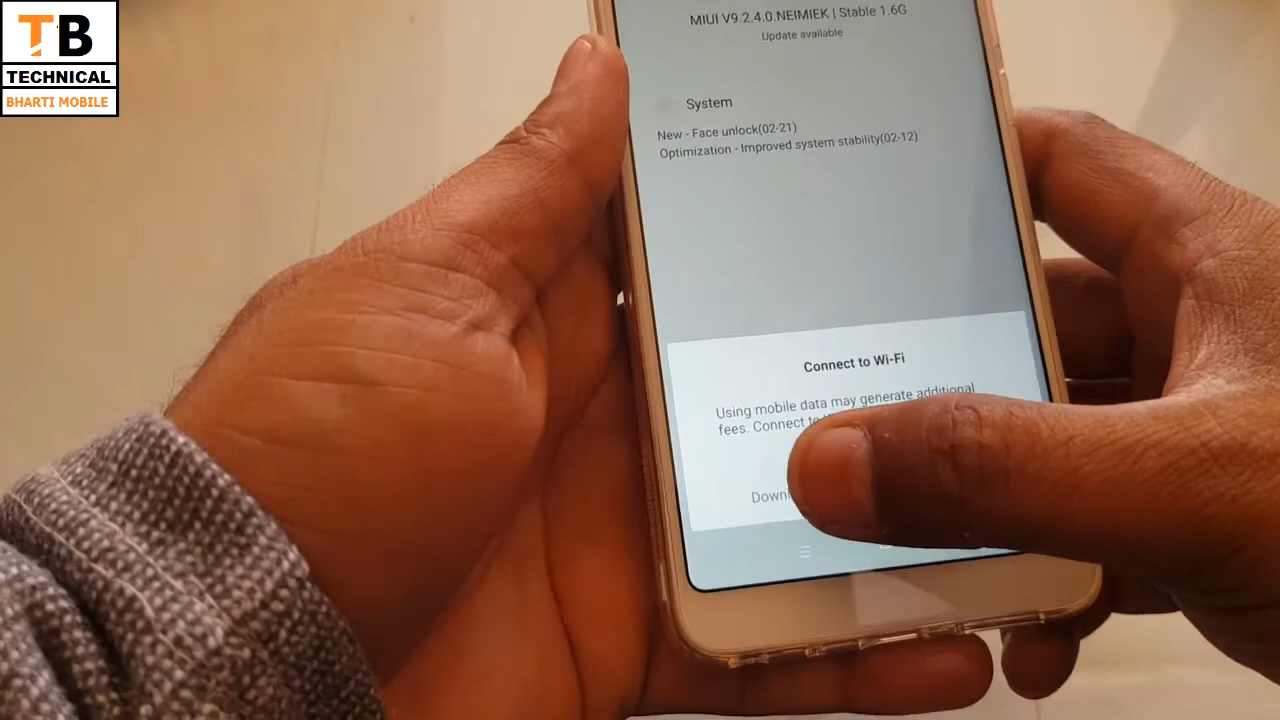 TB
TECHNICAL
BHARTI MOBILE
MIUI V9.2.4.0.NEIMIEK | Stable 1.6G
Update available
System
New - Face unlock(02-21)
Optimization - Improved system stability(02-12)
Connect to Wi-Fi
Using mobile data may generate additional
fees. Connect to